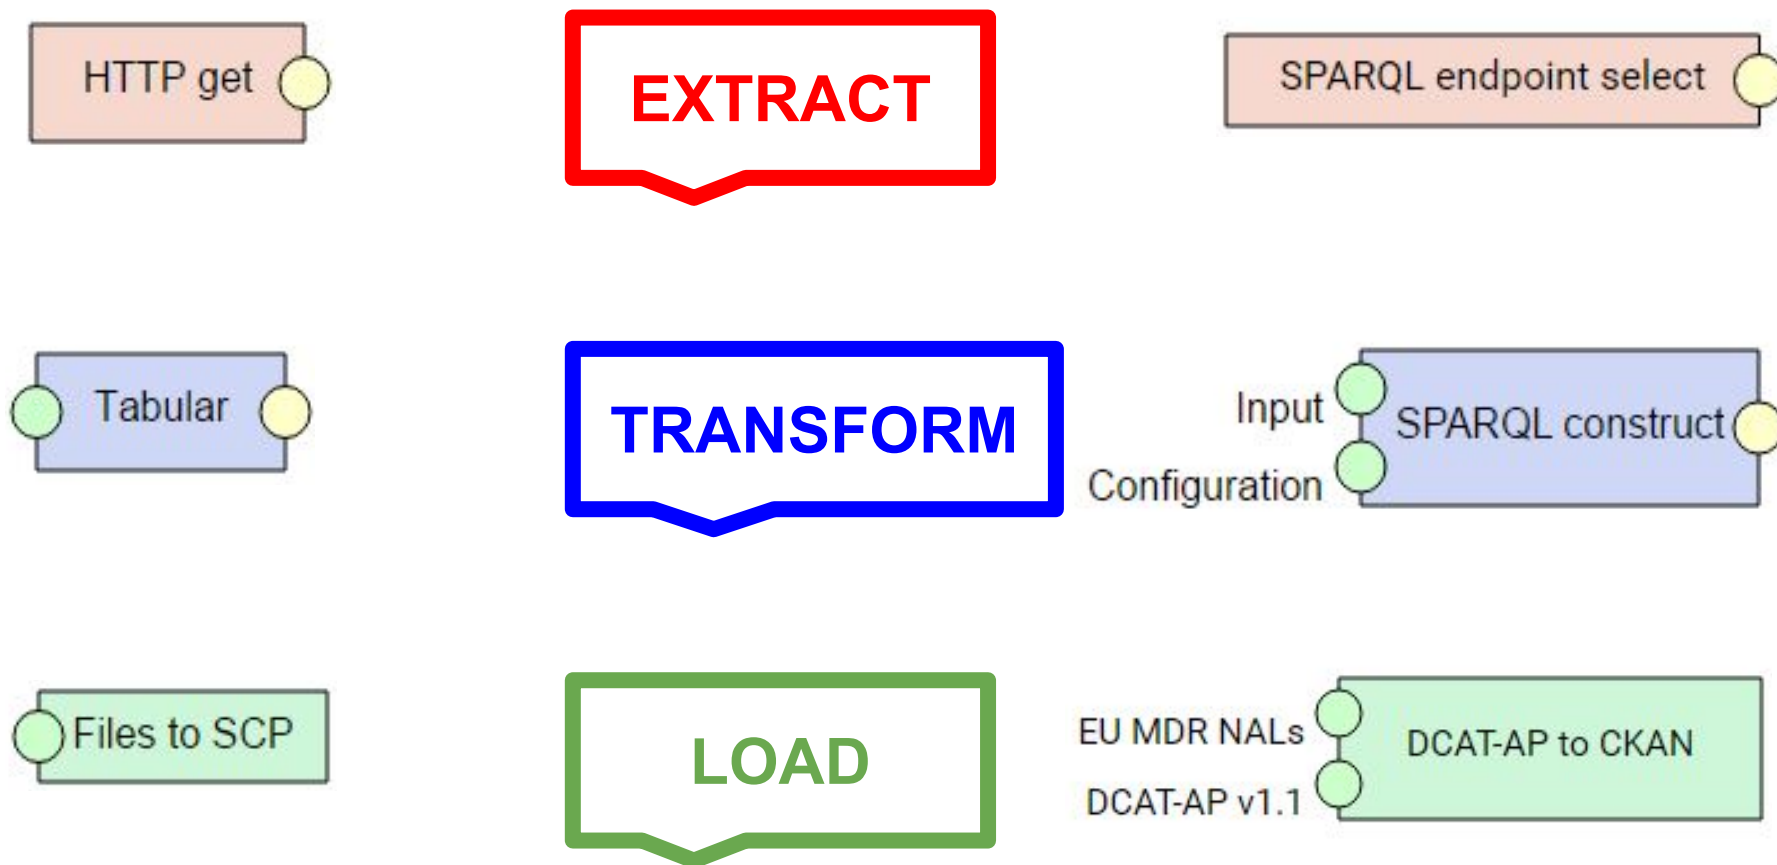 HTTP get
EXTRACT
SPARQL endpoint select
Tabular
TRANSFORM
Input
Configuration
SPARQL construct
Files to SCP
LOAD
EU MDR NALs
DCAT-AP v1.1
DCAT-AP to CKAN